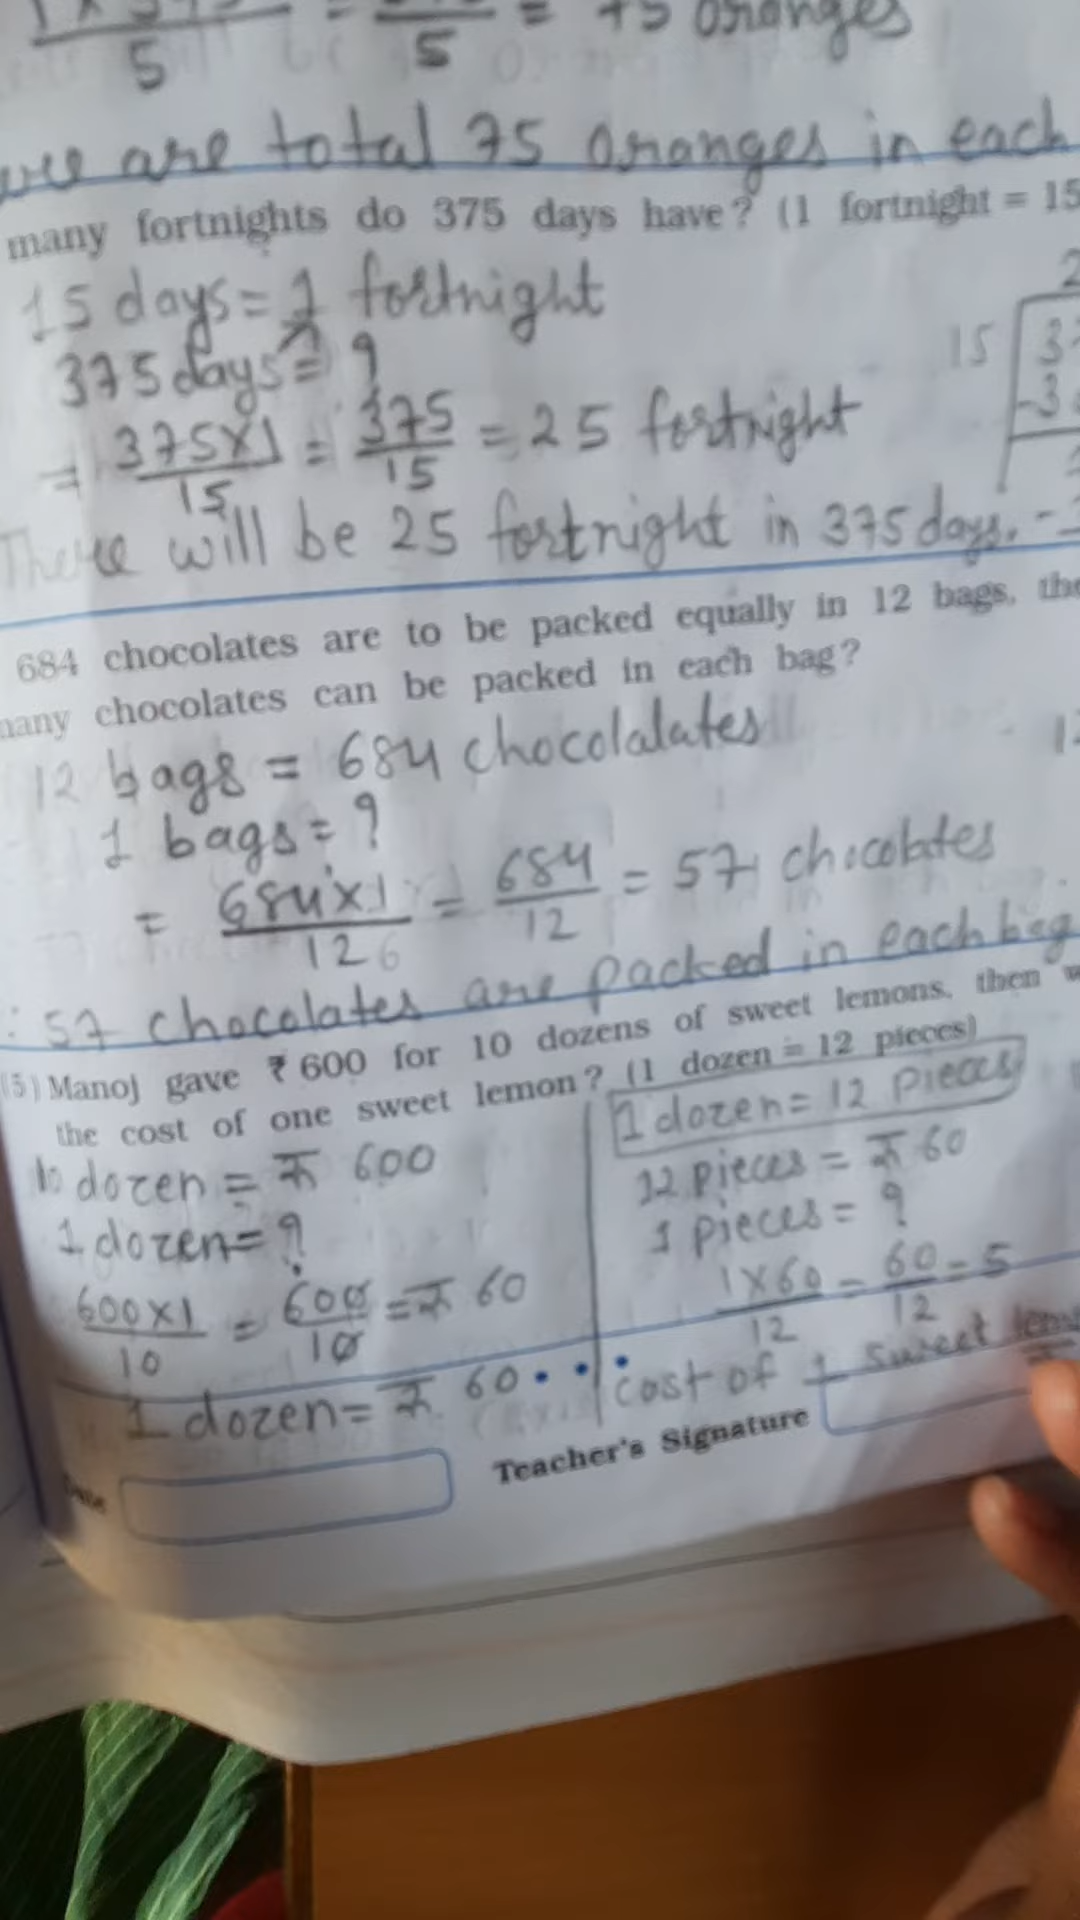 5 5 = 75 oranges
are total 75 oranges in each
many fortnights do 375 days have? (1 fortnight = 15
15 days = 1 fortnight
375 days = ?
= 375×1/15 = 375/15 = 25 fortnight
15
There will be 25 fortnight in 375 days.
684 chocolates are to be packed equally in 12 bags, the
many chocolates can be packed in each bag?
12 bags = 684 chocolalates
1 bags = ?
= 684×1/12 = 684/12 = 57 chocolates
57 chocolates are packed in each bag
(5) Manoj gave ₹ 600 for 10 dozens of sweet lemons, then w
the cost of one sweet lemon? (1 dozen = 12 pieces)
10 dozen = ₹ 600
1 dozen = ?
600×1/10 = 600/10 = ₹ 60
1 dozen = ₹ 60
1 dozen = 12 pieces
12 pieces = ₹ 60
1 pieces = ?
1×60/12 = 60/12 = 5
cost of 1 sweet
Teacher's Signature